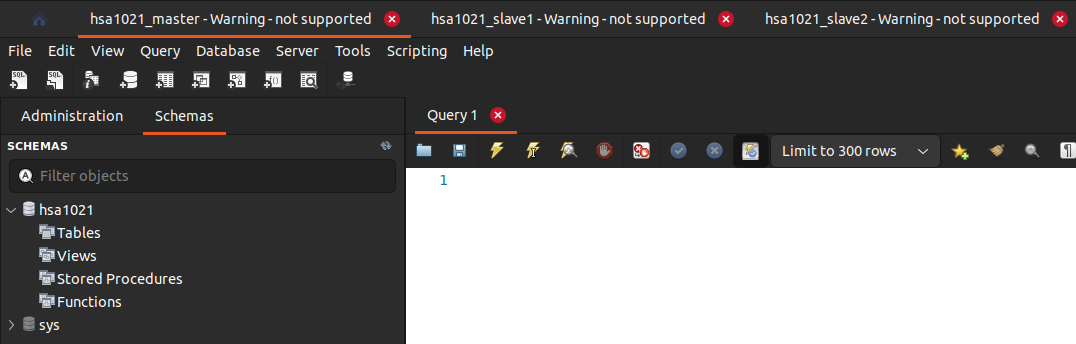 hsa1021_master - Warning - not supported hsa1021_slave1 - Warning - not supported hsa1021_slave2 - Warning - not supported
File Edit View Query Database Server Tools Scripting Help
Administration Schemas
Query 1
SCHEMAS
Limit to 300 rows
Filter objects
1
hsa1021
Tables
Views
Stored Procedures
Functions
sys